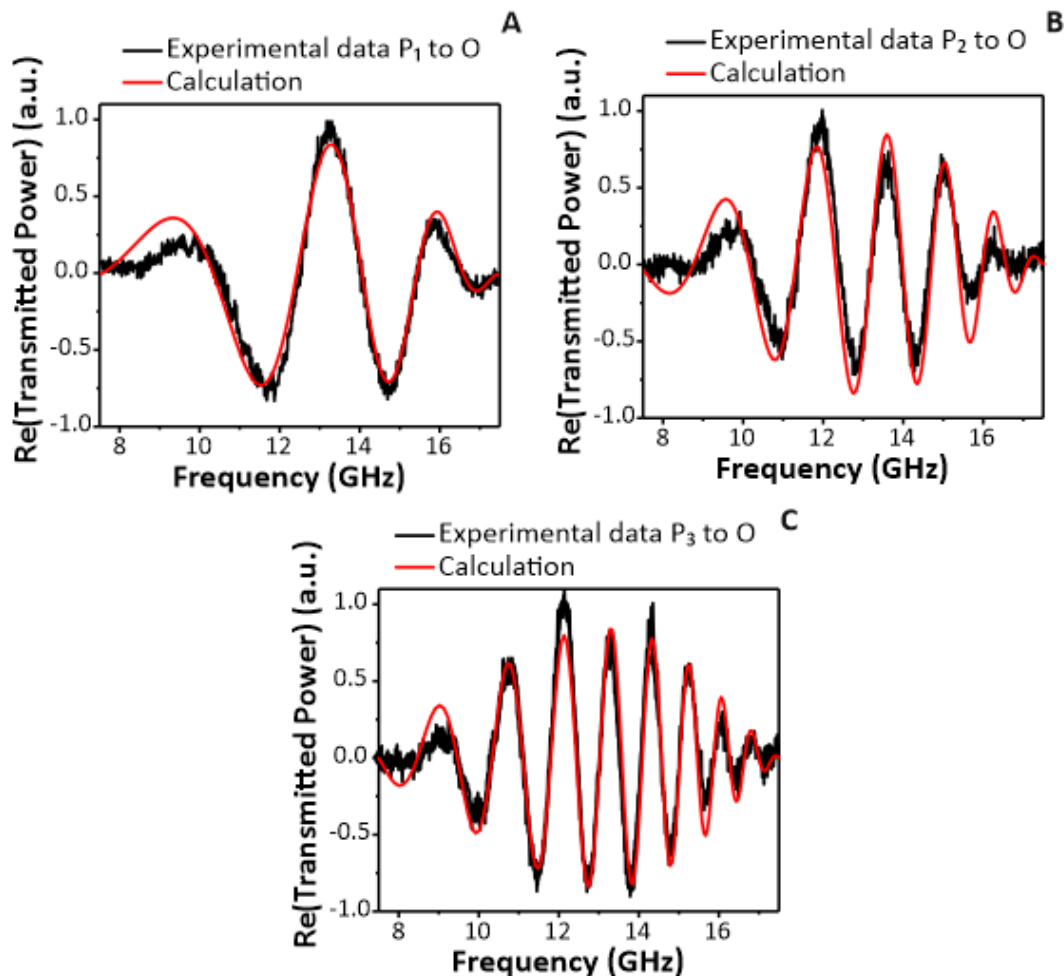 A
Experimental data P₁ to O
Calculation
Re(Transmitted Power) (a.u.)
1.0
0.5
0.0
-0.5
-1.0
8 10 12 14 16
Frequency (GHz)
B
Experimental data P₂ to O
Calculation
Re(Transmitted Power) (a.u.)
1.0
0.5
0.0
-0.5
-1.0
8 10 12 14 16
Frequency (GHz)
C
Experimental data P₃ to O
Calculation
Re(Transmitted Power) (a.u.)
1.0
0.5
0.0
-0.5
-1.0
8 10 12 14 16
Frequency (GHz)